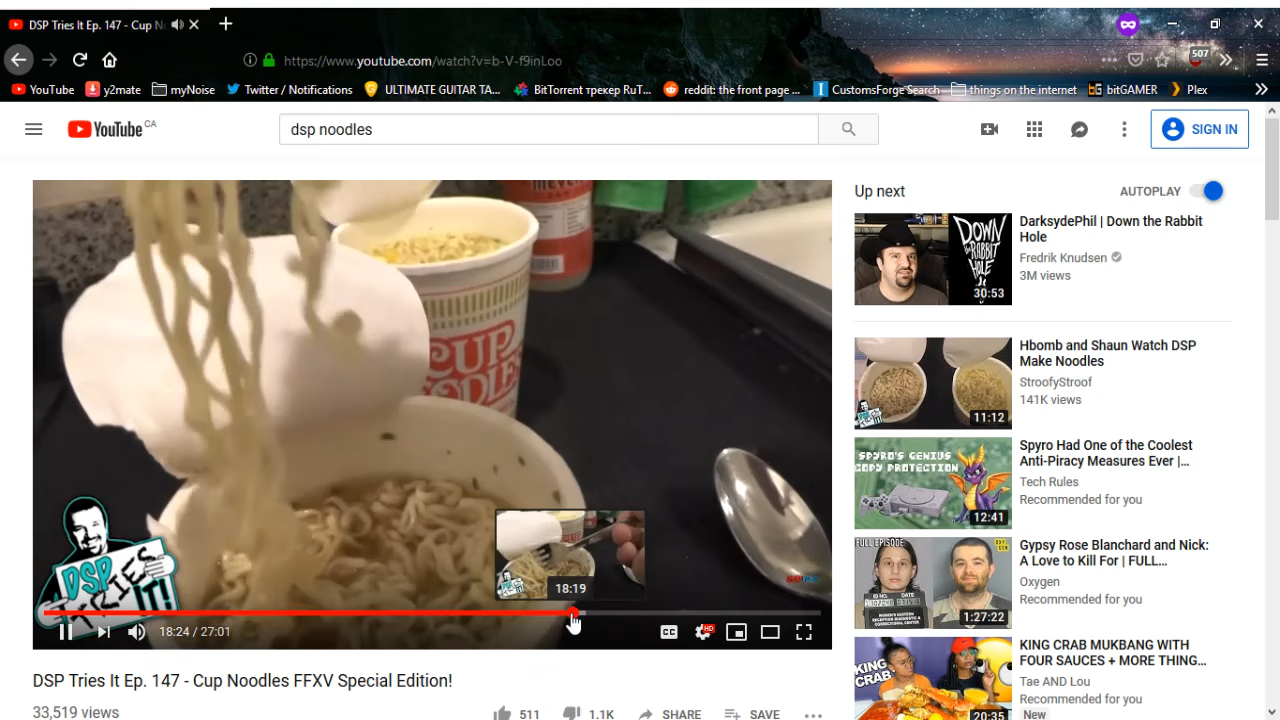 DSP Tries It Ep. 147 - Cup N
https://www.youtube.com/watch?v=b-V-f9inLoo
507
YouTube
y2mate
myNoise
Twitter / Notifications
ULTIMATE GUITAR TA...
BitTorrent трекер RuT...
reddit: the front page ...
CustomsForge Search
things on the internet
bG bitGAMER
Plex
YouTube CA
dsp noodles
SIGN IN
CUP
NOODLES
DSP
TRIES
IT!
18:19
18:24 / 27:01
CC
HD
DSP Tries It Ep. 147 - Cup Noodles FFXV Special Edition!
33,519 views
511
1.1K
SHARE
SAVE
Up next
AUTOPLAY
DOWN
THE
RABBIT
HOLE
30:53
DarksydePhil | Down the Rabbit
Hole
Fredrik Knudsen
3M views
11:12
Hbomb and Shaun Watch DSP
Make Noodles
StroofyStroof
141K views
SPYRO'S GENIUS
COPY PROTECTION
12:41
Spyro Had One of the Coolest
Anti-Piracy Measures Ever |...
Tech Rules
Recommended for you
FULL EPISODE:
1:27:22
Gypsy Rose Blanchard and Nick:
A Love to Kill For | FULL...
Oxygen
Recommended for you
KING
CRAB
20:35
KING CRAB MUKBANG WITH
FOUR SAUCES + MORE THING...
Tae AND Lou
Recommended for you
New